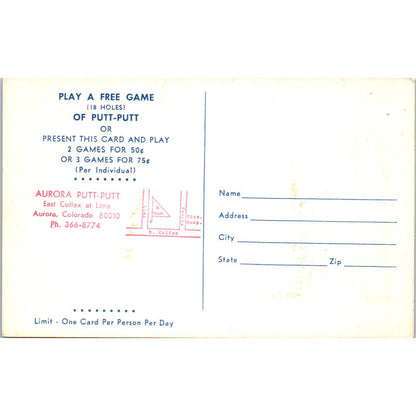 PLAY A FREE GAME
(18 HOLES)
OF PUTT-PUTT
OR
PRESENT THIS CARD AND PLAY
2 GAMES FOR 50¢
OR 3 GAMES FOR 75¢
(Per Individual)
AURORA PUTT-PUTT
East Collax at Lima
Aurora, Colorado 80010
Ph. 366-8774
E. Colfax
Name
Address
City
State Zip
Limit - One Card Per Person Per Day